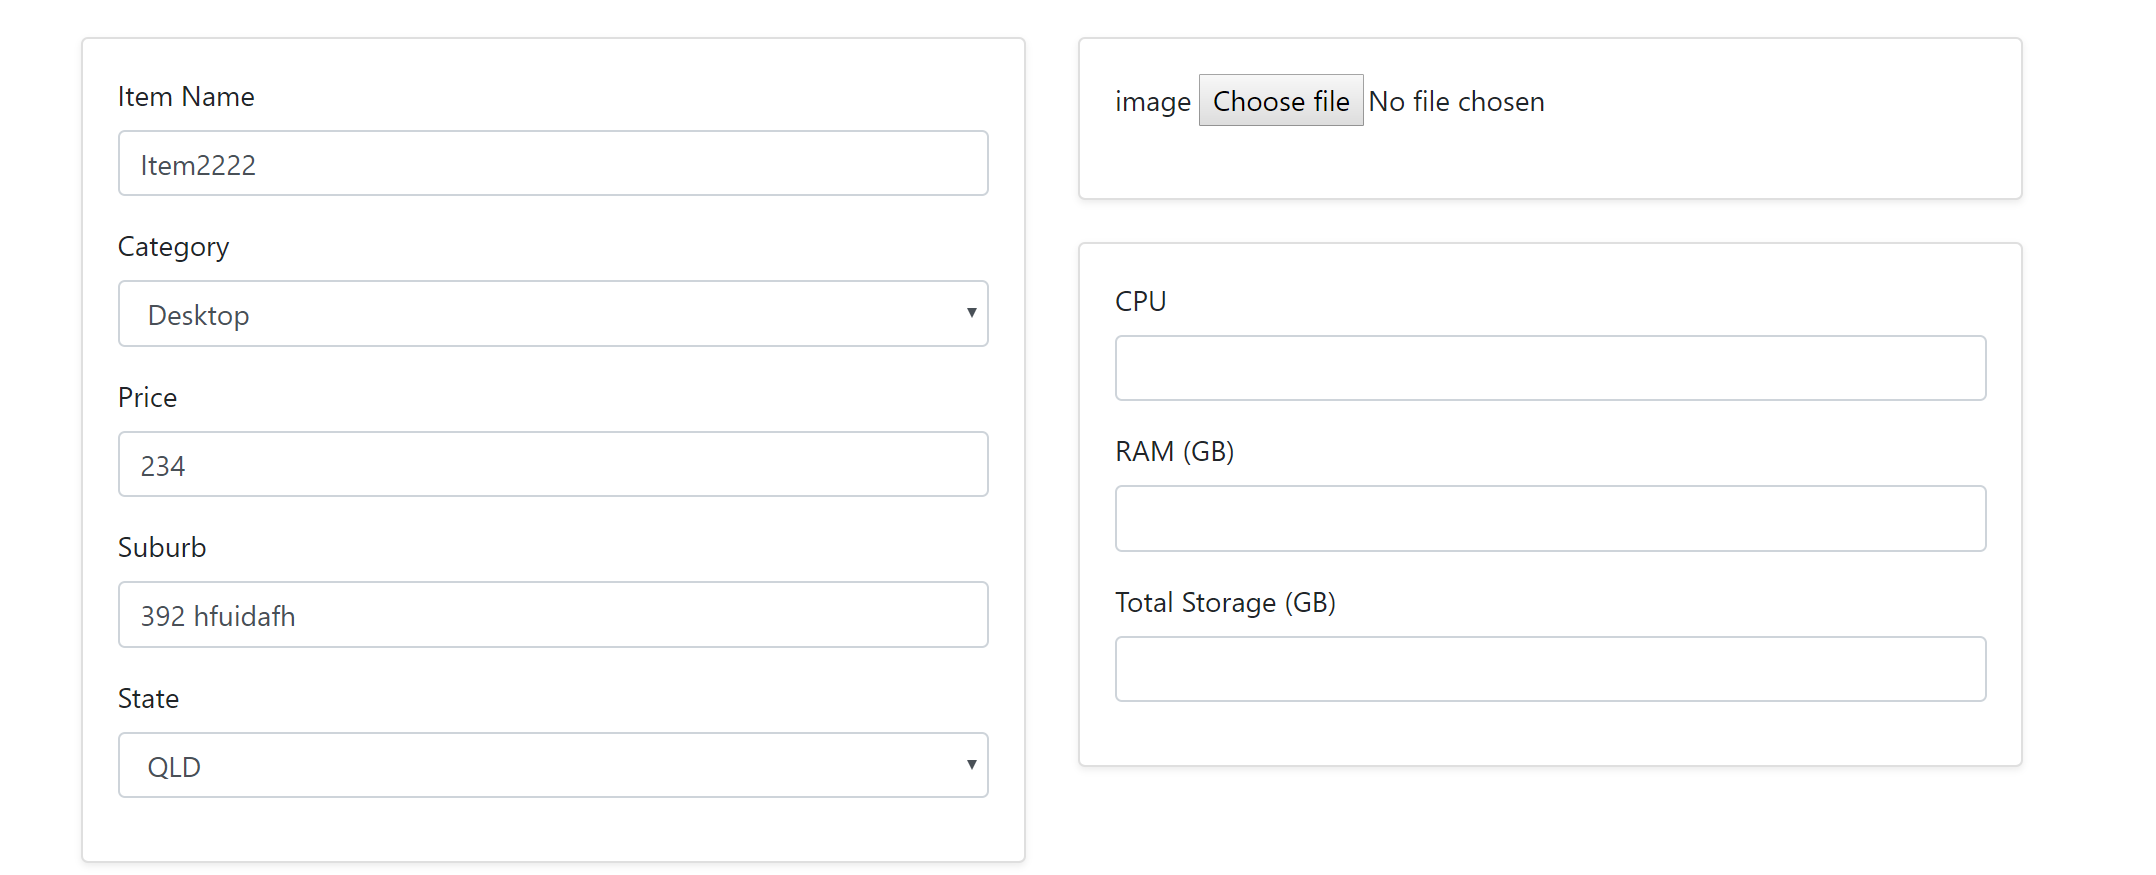 Item Name
Item2222
Category
Desktop
Price
234
Suburb
392 hfuidafh
State
QLD
image Choose file No file chosen
CPU
RAM (GB)
Total Storage (GB)